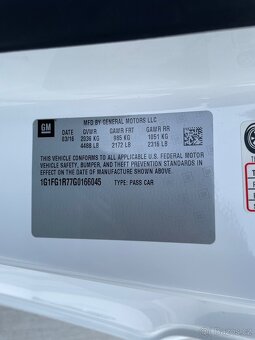 GM
MFD BY GENERAL MOTORS LLC
DATE GVWR GAWR FRT GAWR RR
03/16 2036 KG 985 KG 1051 KG
4488 LB 2172 LB 2316 LB
THIS VEHICLE CONFORMS TO ALL APPLICABLE U.S. FEDERAL
VEHICLE SAFETY, BUMPER, AND THEFT PREVENTION STANDARDS
IN EFFECT ON THE DATE OF MANUFACTURE SHOWN ABOVE.
1G1FG1R77G0166045 TYPE: PASS CAR